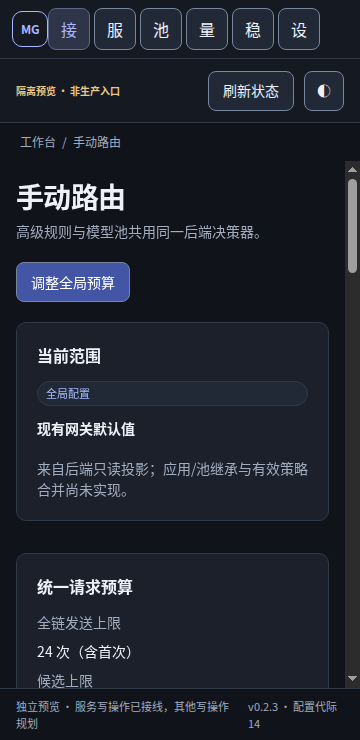 MG 接 服 池 量 稳 设
隔离预览 · 非生产入口
刷新状态
工作台 / 手动路由
手动路由
高级规则与模型池共用同一后端决策器。
调整全局预算
当前范围
全局配置
现有网关默认值
来自后端只读投影；应用/池继承与有效策略
合并尚未实现。
统一请求预算
全链发送上限
24 次（含首次）
候选上限
独立预览 · 服务写操作已接线，其他写操作
规划
v0.2.3 · 配置代际
14